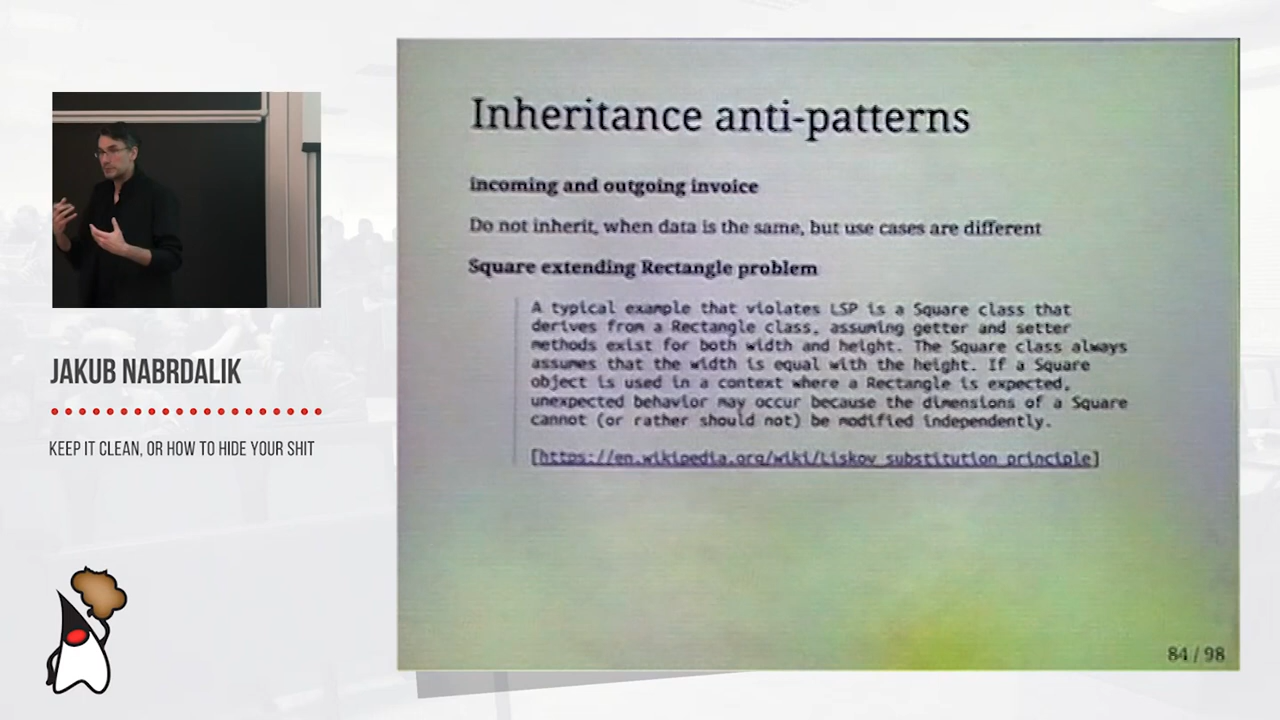 JAKUB NABRDALIK
KEEP IT CLEAN, OR HOW TO HIDE YOUR SHIT
Inheritance anti-patterns
Incoming and outgoing invoice
Do not inherit, when data is the same, but use cases are different
Square extending Rectangle problem
A typical example that violates LSP is a Square class that
derives from a Rectangle class, assuming getter and setter
methods exist for both width and height. The Square class always
assumes that the width is equal with the height. If a Square
object is used in a context where a Rectangle is expected,
unexpected behavior may occur because the dimensions of a Square
cannot (or rather should not) be modified independently.
[https://en.wikipedia.org/wiki/Liskov_substitution_principle]
84 / 98